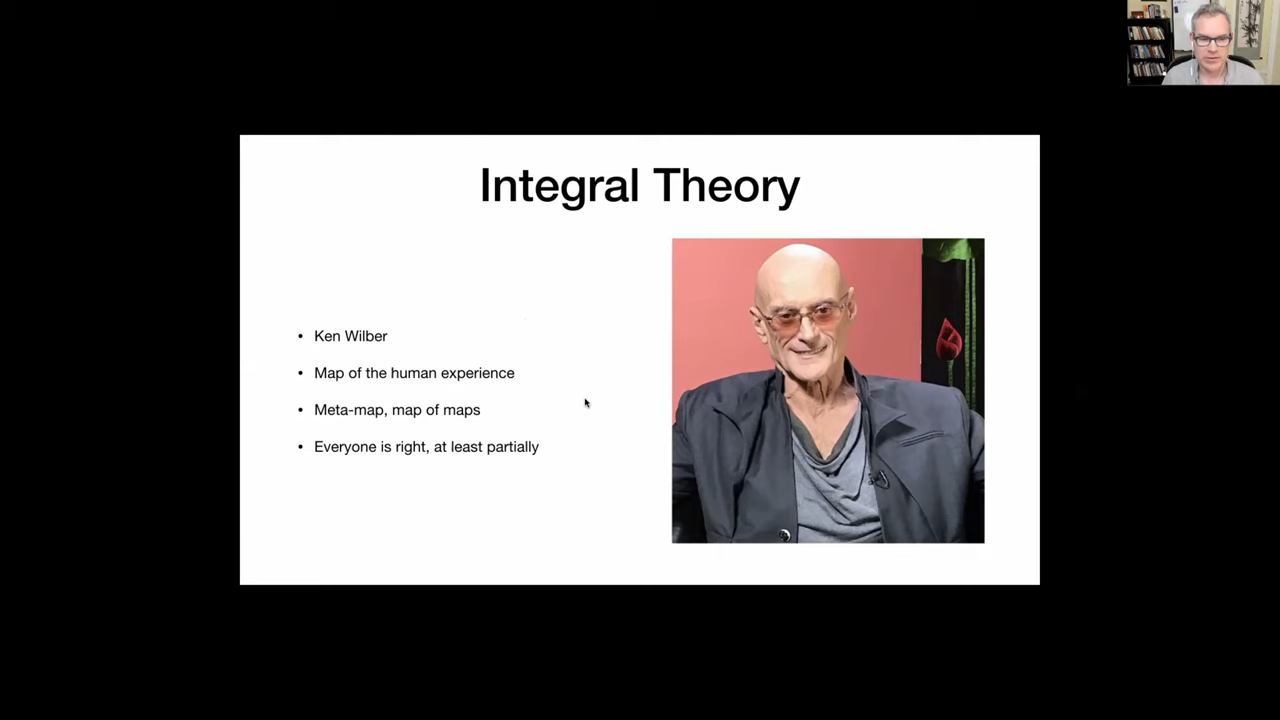 Integral Theory
• Ken Wilber
• Map of the human experience
• Meta-map, map of maps
• Everyone is right, at least partially